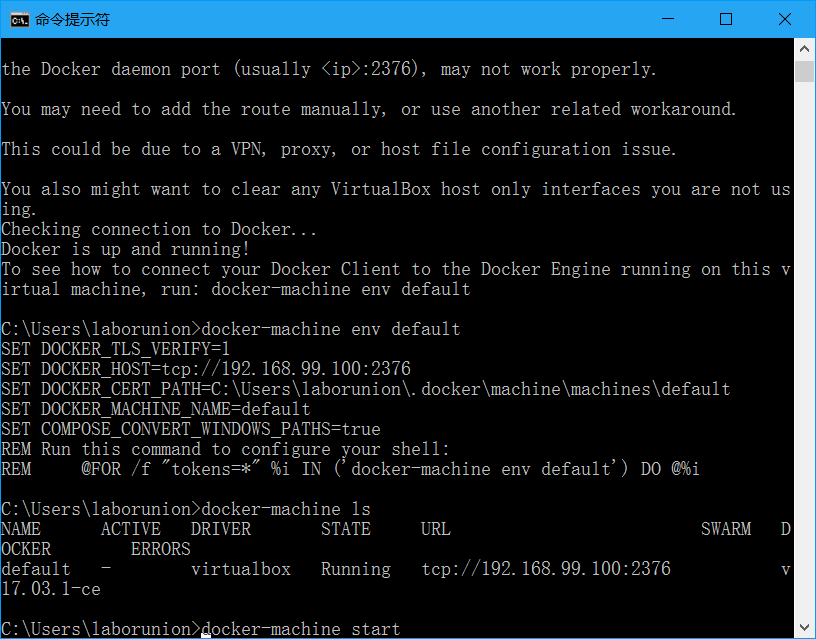 命令提示符
the Docker daemon port (usually <ip>:2376), may not work properly.
You may need to add the route manually, or use another related workaround.
This could be due to a VPN, proxy, or host file configuration issue.
You also might want to clear any VirtualBox host only interfaces you are not us
ing.
Checking connection to Docker...
Docker is up and running!
To see how to connect your Docker Client to the Docker Engine running on this v
irtual machine, run: docker-machine env default
C:\Users\laborunion>docker-machine env default
SET DOCKER_TLS_VERIFY=1
SET DOCKER_HOST=tcp://192.168.99.100:2376
SET DOCKER_CERT_PATH=C:\Users\laborunion\.docker\machine\machines\default
SET DOCKER_MACHINE_NAME=default
SET COMPOSE_CONVERT_WINDOWS_PATHS=true
REM Run this command to configure your shell:
REM     @FOR /f "tokens=*" %i IN ('docker-machine env default') DO @%i
C:\Users\laborunion>docker-machine ls
NAME      ACTIVE   DRIVER       STATE     URL                         SWARM   D
OCKER        ERRORS
default   -        virtualbox   Running   tcp://192.168.99.100:2376           v
17.03.1-ce
C:\Users\laborunion>docker-machine start